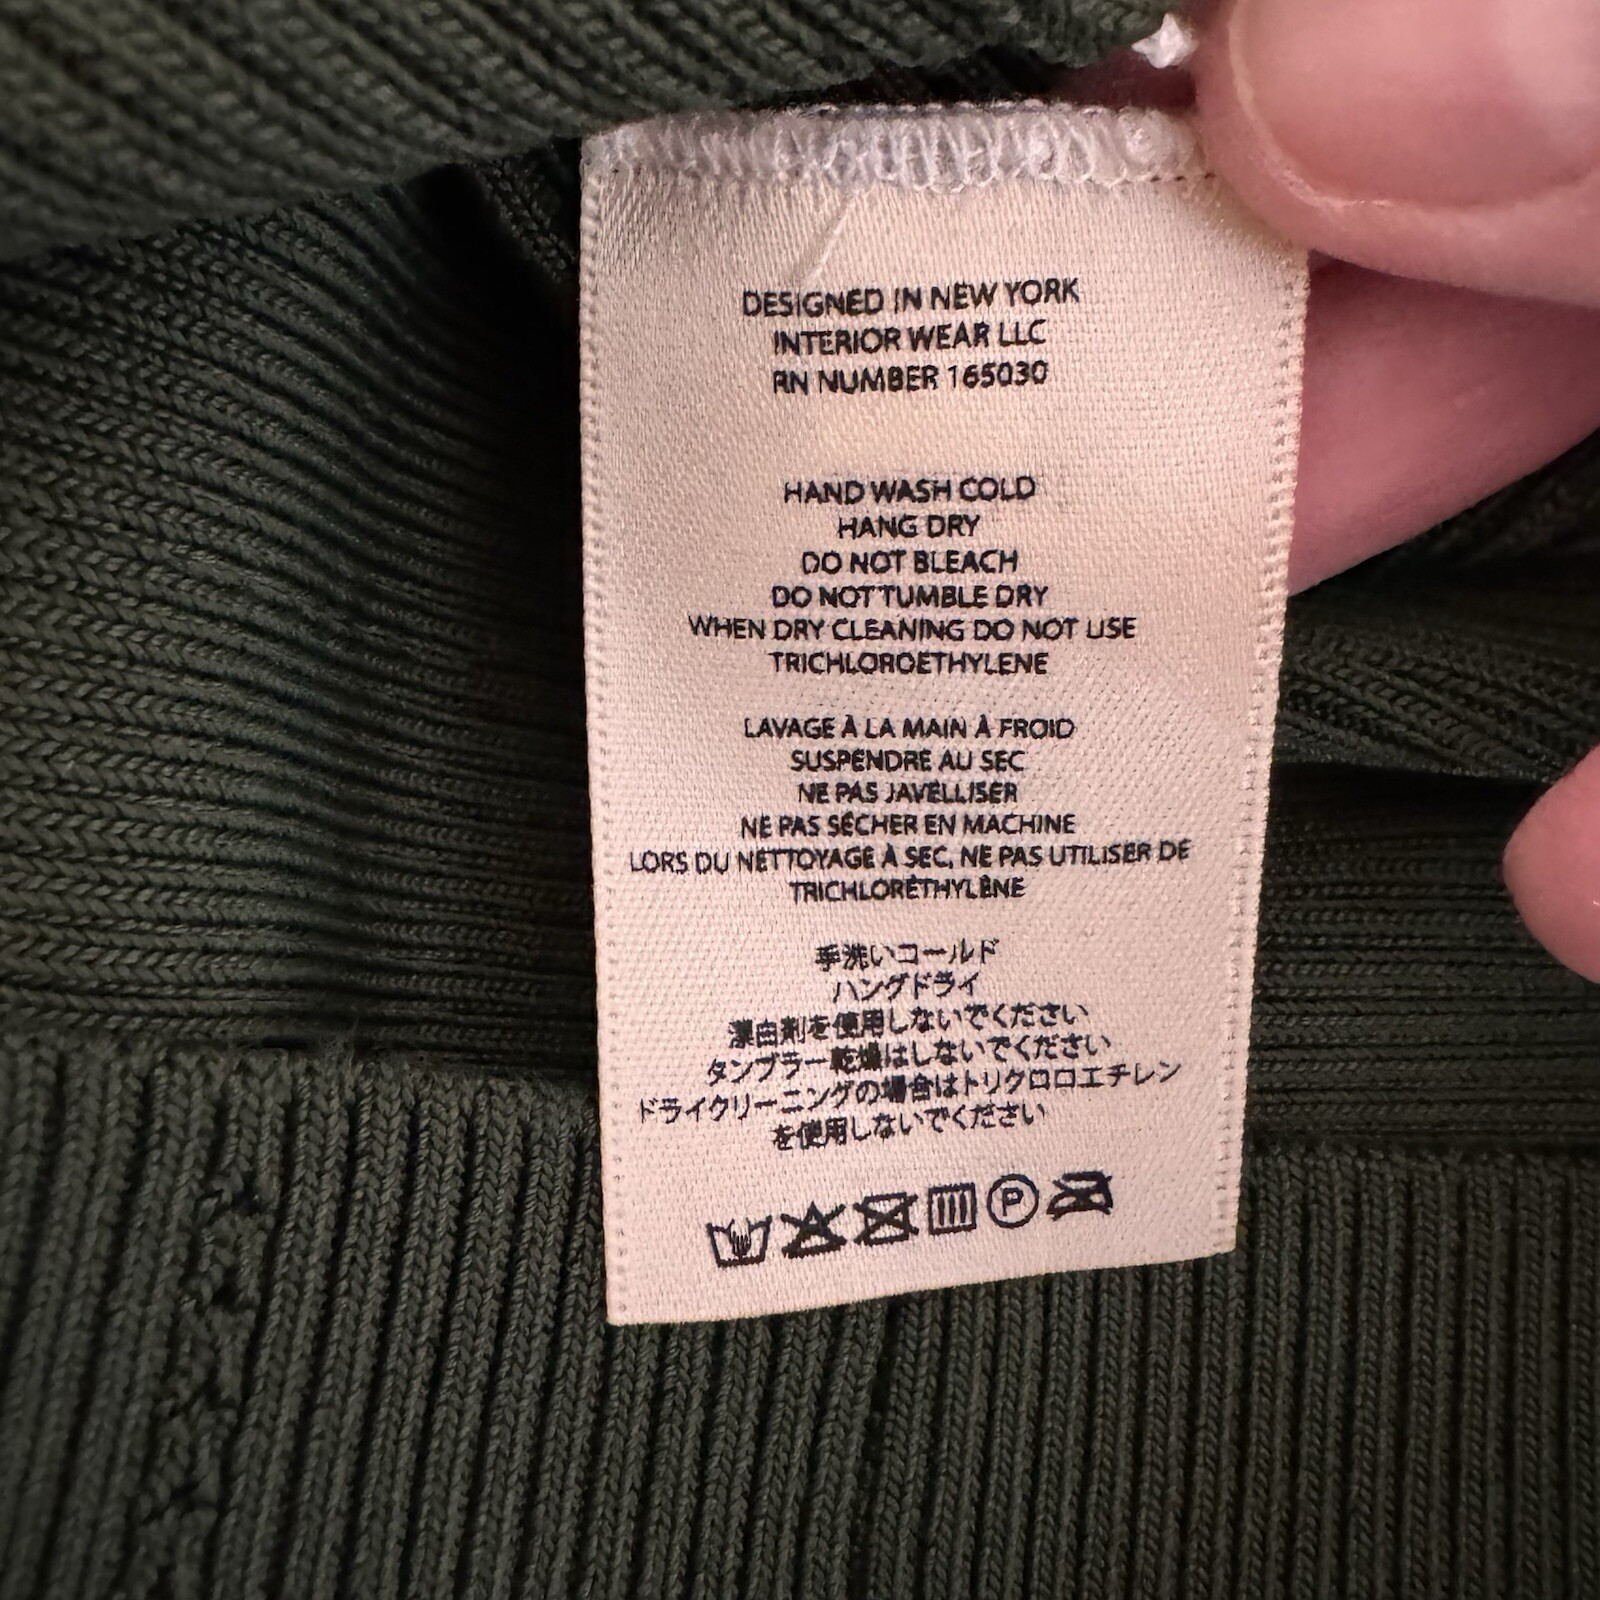 DESIGNED IN NEW YORK
INTERIOR WEAR LLC
RN NUMBER 165030
HAND WASH COLD
HANG DRY
DO NOT BLEACH
DO NOT TUMBLE DRY
WHEN DRY CLEANING DO NOT USE
TRICHLOROETHYLENE
LAVAGE À LA MAIN À FROID
SUSPENDRE AU SEC
NE PAS JAVELLISER
NE PAS SÉCHER EN MACHINE
LORS DU NETTOYAGE À SEC, NE PAS UTILISER DE
TRICHLORÉTHYLÈNE
手洗いコールド
ハングドライ
漂白剤を使用しないでください
タンブラー乾燥はしないでください
ドライクリーニングの場合はトリクロロエチレン
を使用しないでください
P